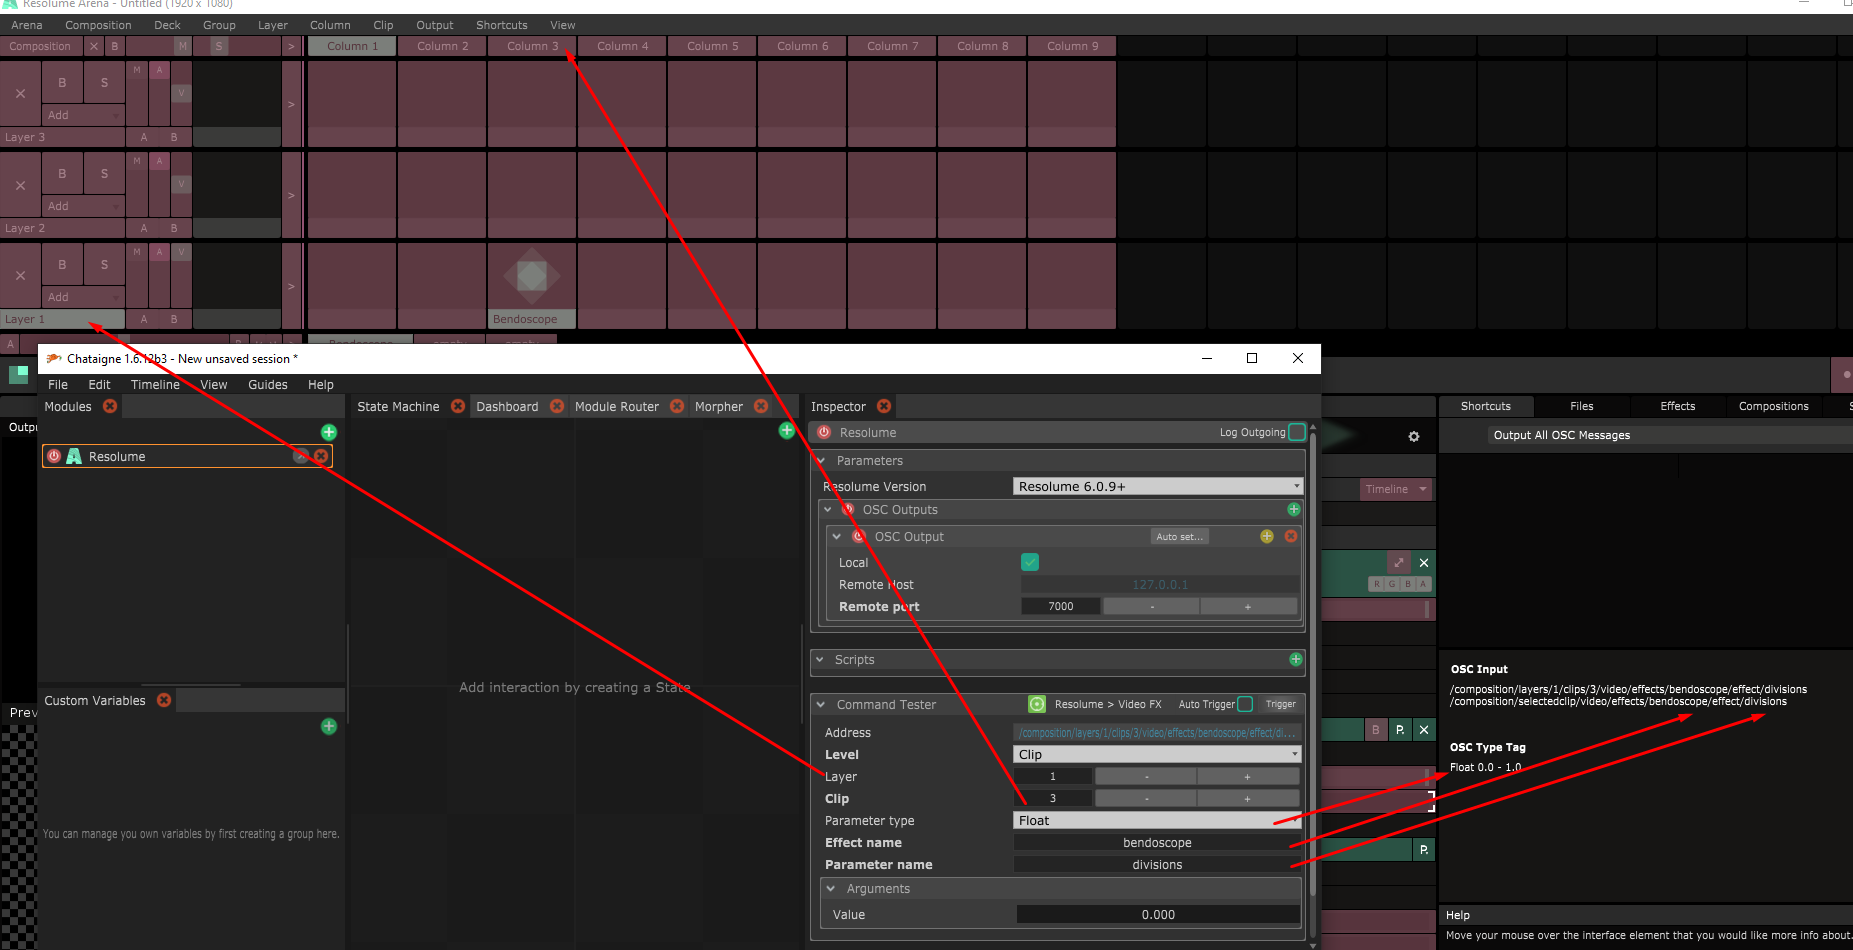 Resolume Arena - Untitled (1920 x 1080)
Arena Composition Deck Group Layer Column Clip Output Shortcuts View
Composition X B M S > Column 1 Column 2 Column 3 Column 4 Column 5 Column 6 Column 7 Column 8 Column 9
M A
X B S V
>
Add
Layer 3 A B
M A
X B S V
>
Add
Layer 2 A B
M A V
X B S
>
Add
Layer 1 A B Bendoscope
A
Chataigne 1.6.12b3 - New unsaved session *
File Edit Timeline View Guides Help
Modules State Machine Dashboard Module Router Morpher Inspector
Shortcuts Files Effects Compositions
Outpu
Resolume Log Outgoing
Output All OSC Messages
Resolume
Parameters
Resolume Version Resolume 6.0.9+
Timeline
OSC Outputs
OSC Output Auto set...
Local
Remote Host 127.0.0.1
R G B A
Remote port 7000 - +
Scripts
Add interaction by creating a State
OSC Input
/composition/layers/1/clips/3/video/effects/bendoscope/effect/divisions
/composition/selectedclip/video/effects/bendoscope/effect/divisions
Custom Variables
Command Tester Resolume > Video FX Auto Trigger Trigger
Prev
Address /composition/layers/1/clips/3/video/effects/bendoscope/effect/di...
B P. X
Level Clip
OSC Type Tag
Float 0.0 - 1.0
Layer 1 - +
Clip 3 - +
Parameter type Float
You can manage you own variables by first creating a group here.
Effect name bendoscope
P.
Parameter name divisions
Arguments
Value 0.000
Help
Move your mouse over the interface element that you would like more info about.